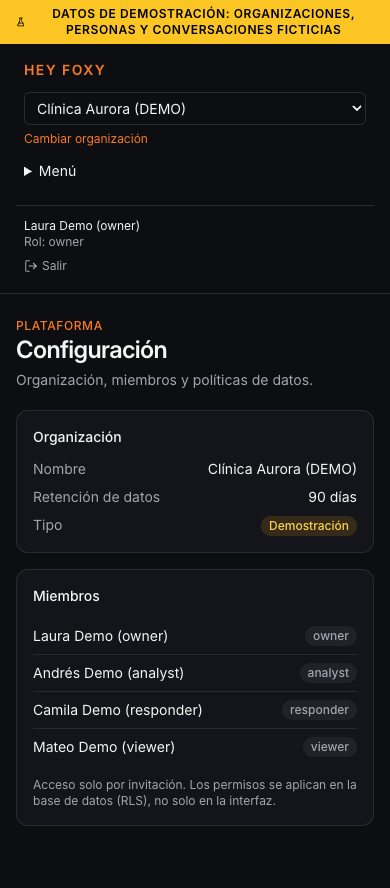 DATOS DE DEMOSTRACIÓN: ORGANIZACIONES,
PERSONAS Y CONVERSACIONES FICTICIAS
HEY FOXY
Clínica Aurora (DEMO)
Cambiar organización
Menú
Laura Demo (owner)
Rol: owner
Salir
PLATAFORMA
Configuración
Organización, miembros y políticas de datos.
Organización
Nombre Clínica Aurora (DEMO)
Retención de datos 90 días
Tipo Demostración
Miembros
Laura Demo (owner) owner
Andrés Demo (analyst) analyst
Camila Demo (responder) responder
Mateo Demo (viewer) viewer
Acceso solo por invitación. Los permisos se aplican en la
base de datos (RLS), no solo en la interfaz.